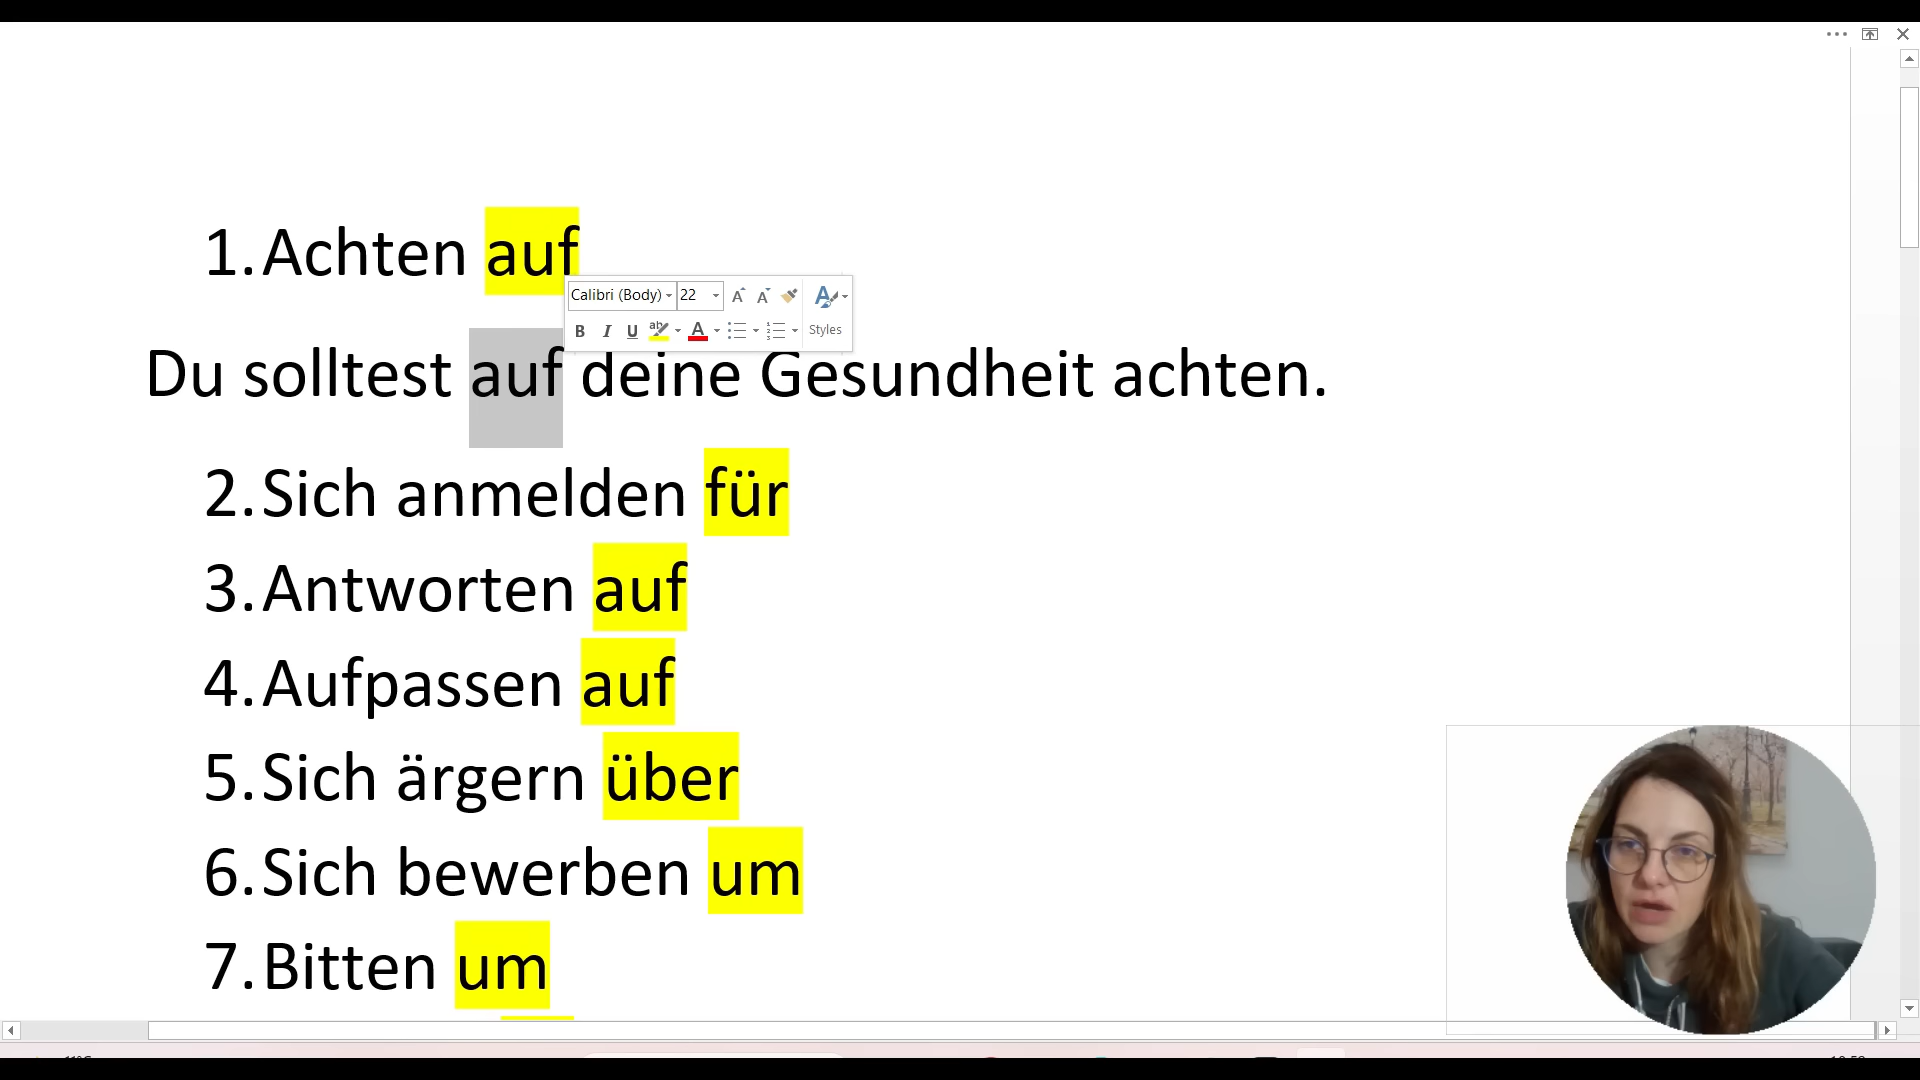 1. Achten auf
Calibri (Body) 22
B I U A Styles
Du solltest auf deine Gesundheit achten.
2. Sich anmelden für
3. Antworten auf
4. Aufpassen auf
5. Sich ärgern über
6. Sich bewerben um
7. Bitten um